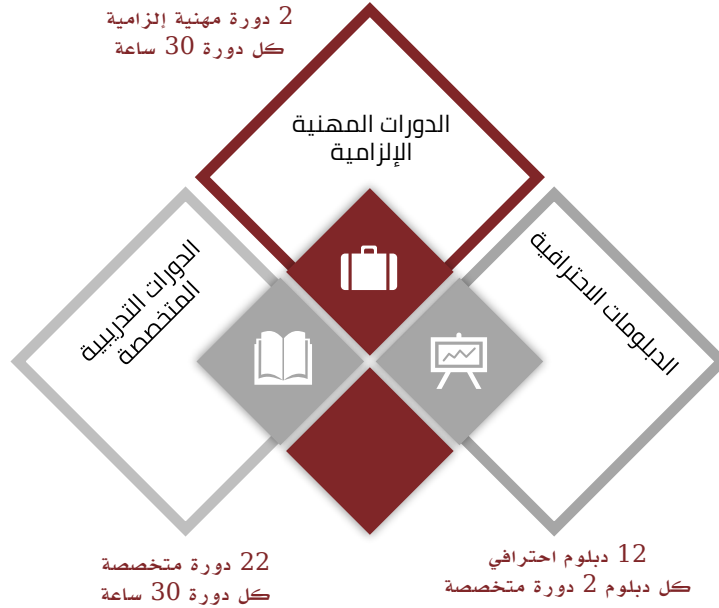 2 دورة مهنية إلزامية
كل دورة 30 ساعة
الدورات المهنية
الإلزامية
الدبلومات الاحترافية
الدورات التدريبية
المتخصصة
12 دبلوم احترافي
كل دبلوم 2 دورة متخصصة
22 دورة متخصصة
كل دورة 30 ساعة